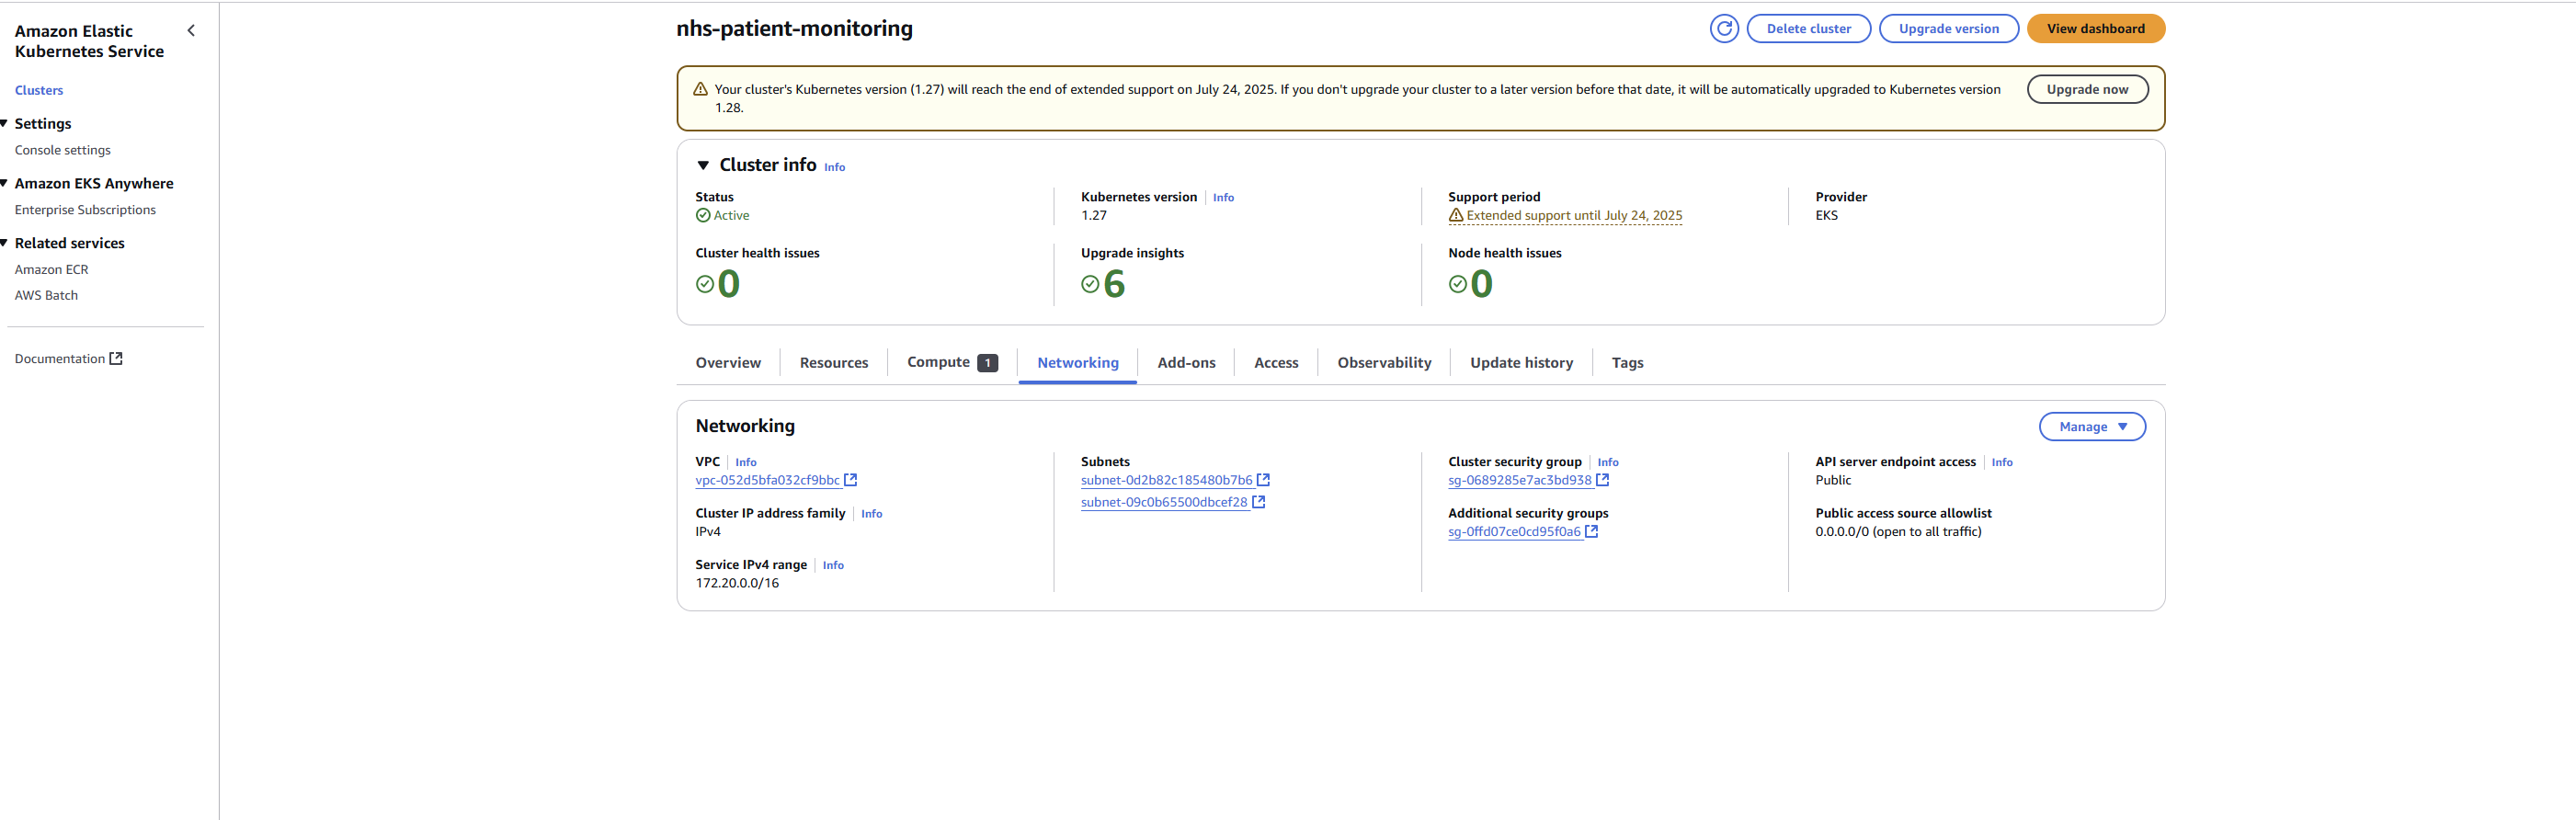 Amazon Elastic
Kubernetes Service
Clusters
Settings
Console settings
Amazon EKS Anywhere
Enterprise Subscriptions
Related services
Amazon ECR
AWS Batch
Documentation
nhs-patient-monitoring
Delete cluster
Upgrade version
View dashboard
Your cluster's Kubernetes version (1.27) will reach the end of extended support on July 24, 2025. If you don't upgrade your cluster to a later version before that date, it will be automatically upgraded to Kubernetes version
1.28.
Upgrade now
Cluster info Info
Status
Active
Kubernetes version Info
1.27
Support period
Extended support until July 24, 2025
Provider
EKS
Cluster health issues
0
Upgrade insights
6
Node health issues
0
Overview
Resources
Compute 1
Networking
Add-ons
Access
Observability
Update history
Tags
Networking
Manage
VPC Info
vpc-052d5bfa032cf9bbc
Cluster IP address family Info
IPv4
Service IPv4 range Info
172.20.0.0/16
Subnets
subnet-0d2b82c185480b7b6
subnet-09c0b65500dbcef28
Cluster security group Info
sg-0689285e7ac3bd938
Additional security groups
sg-0ffd07ce0cd95f0a6
API server endpoint access Info
Public
Public access source allowlist
0.0.0.0/0 (open to all traffic)